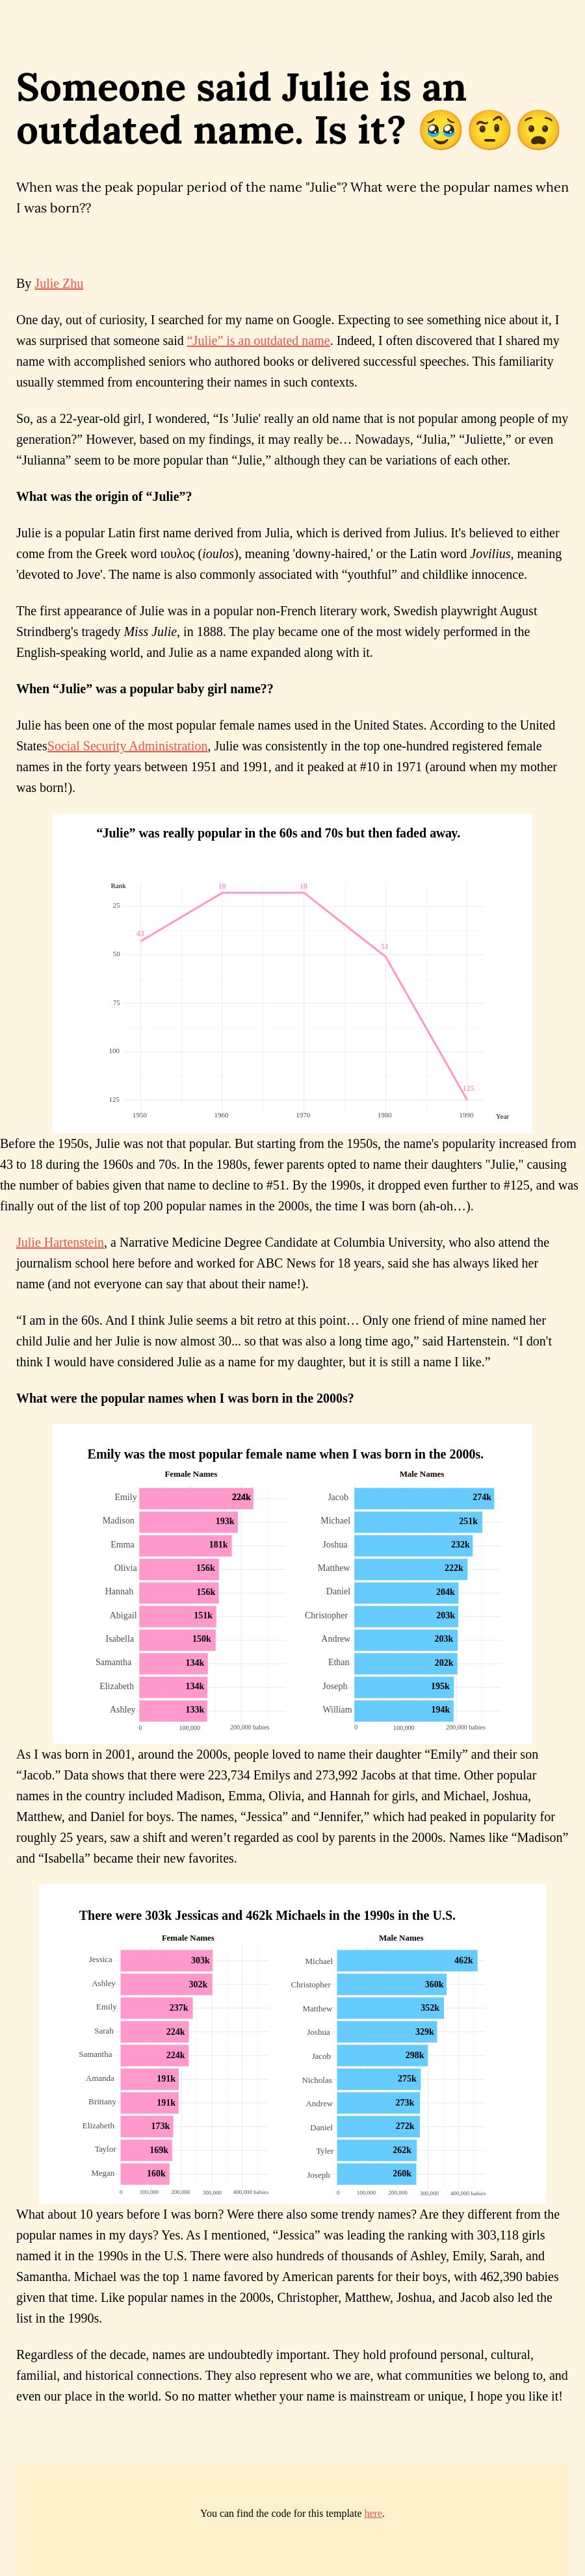 Someone said Julie is an
outdated name. Is it? 🥹🤨😧
When was the peak popular period of the name "Julie"? What were the popular names when
I was born??
By Julie Zhu
One day, out of curiosity, I searched for my name on Google. Expecting to see something nice about it, I
was surprised that someone said “Julie” is an outdated name. Indeed, I often discovered that I shared my
name with accomplished seniors who authored books or delivered successful speeches. This familiarity
usually stemmed from encountering their names in such contexts.
So, as a 22-year-old girl, I wondered, “Is 'Julie' really an old name that is not popular among people of my
generation?” However, based on my findings, it may really be… Nowadays, “Julia,” “Juliette,” or even
“Julianna” seem to be more popular than “Julie,” although they can be variations of each other.
What was the origin of “Julie”?
Julie is a popular Latin first name derived from Julia, which is derived from Julius. It's believed to either
come from the Greek word ιουλος (ioulos), meaning 'downy-haired,' or the Latin word Jovilius, meaning
'devoted to Jove'. The name is also commonly associated with “youthful” and childlike innocence.
The first appearance of Julie was in a popular non-French literary work, Swedish playwright August
Strindberg's tragedy Miss Julie, in 1888. The play became one of the most widely performed in the
English-speaking world, and Julie as a name expanded along with it.
When “Julie” was a popular baby girl name??
Julie has been one of the most popular female names used in the United States. According to the United
StatesSocial Security Administration, Julie was consistently in the top one-hundred registered female
names in the forty years between 1951 and 1991, and it peaked at #10 in 1971 (around when my mother
was born!).
“Julie” was really popular in the 60s and 70s but then faded away.
Rank
18 18
25
43
50
51
75
100
125
125
1950 1960 1970 1980 1990 Year
Before the 1950s, Julie was not that popular. But starting from the 1950s, the name's popularity increased from
43 to 18 during the 1960s and 70s. In the 1980s, fewer parents opted to name their daughters "Julie," causing
the number of babies given that name to decline to #51. By the 1990s, it dropped even further to #125, and was
finally out of the list of top 200 popular names in the 2000s, the time I was born (ah-oh…).
Julie Hartenstein, a Narrative Medicine Degree Candidate at Columbia University, who also attend the
journalism school here before and worked for ABC News for 18 years, said she has always liked her
name (and not everyone can say that about their name!).
“I am in the 60s. And I think Julie seems a bit retro at this point… Only one friend of mine named her
child Julie and her Julie is now almost 30... so that was also a long time ago,” said Hartenstein. “I don't
think I would have considered Julie as a name for my daughter, but it is still a name I like.”
What were the popular names when I was born in the 2000s?
Emily was the most popular female name when I was born in the 2000s.
Female Names Male Names
Emily 224k Jacob 274k
Madison 193k Michael 251k
Emma 181k Joshua 232k
Olivia 156k Matthew 222k
Hannah 156k Daniel 204k
Abigail 151k Christopher 203k
Isabella 150k Andrew 203k
Samantha 134k Ethan 202k
Elizabeth 134k Joseph 195k
Ashley 133k William 194k
0 100,000 200,000 babies 0 100,000 200,000 babies
As I was born in 2001, around the 2000s, people loved to name their daughter “Emily” and their son
“Jacob.” Data shows that there were 223,734 Emilys and 273,992 Jacobs at that time. Other popular
names in the country included Madison, Emma, Olivia, and Hannah for girls, and Michael, Joshua,
Matthew, and Daniel for boys. The names, “Jessica” and “Jennifer,” which had peaked in popularity for
roughly 25 years, saw a shift and weren’t regarded as cool by parents in the 2000s. Names like “Madison”
and “Isabella” became their new favorites.
There were 303k Jessicas and 462k Michaels in the 1990s in the U.S.
Female Names Male Names
Jessica 303k Michael 462k
Ashley 302k Christopher 360k
Emily 237k Matthew 352k
Sarah 224k Joshua 329k
Samantha 224k Jacob 298k
Amanda 191k Nicholas 275k
Brittany 191k Andrew 273k
Elizabeth 173k Daniel 272k
Taylor 169k Tyler 262k
Megan 160k Joseph 260k
0 100,000 200,000 300,000 400,000 babies 0 100,000 200,000 300,000 400,000 babies
What about 10 years before I was born? Were there also some trendy names? Are they different from the
popular names in my days? Yes. As I mentioned, “Jessica” was leading the ranking with 303,118 girls
named it in the 1990s in the U.S. There were also hundreds of thousands of Ashley, Emily, Sarah, and
Samantha. Michael was the top 1 name favored by American parents for their boys, with 462,390 babies
given that time. Like popular names in the 2000s, Christopher, Matthew, Joshua, and Jacob also led the
list in the 1990s.
Regardless of the decade, names are undoubtedly important. They hold profound personal, cultural,
familial, and historical connections. They also represent who we are, what communities we belong to, and
even our place in the world. So no matter whether your name is mainstream or unique, I hope you like it!
You can find the code for this template here.